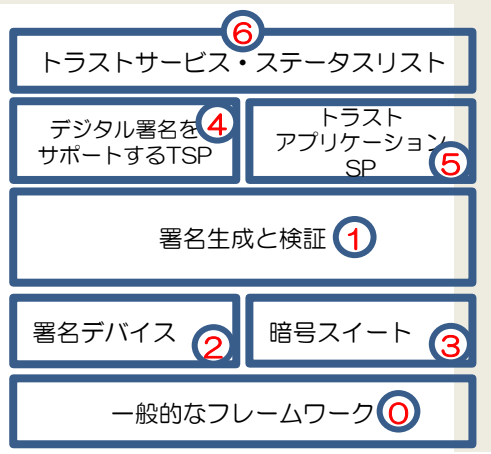 6
トラストサービス・ステータスリスト
デジタル署名を
サポートするTSP
4
トラスト
アプリケーション
SP
5
署名生成と検証
1
署名デバイス
2
暗号スイート
3
一般的なフレームワーク
0